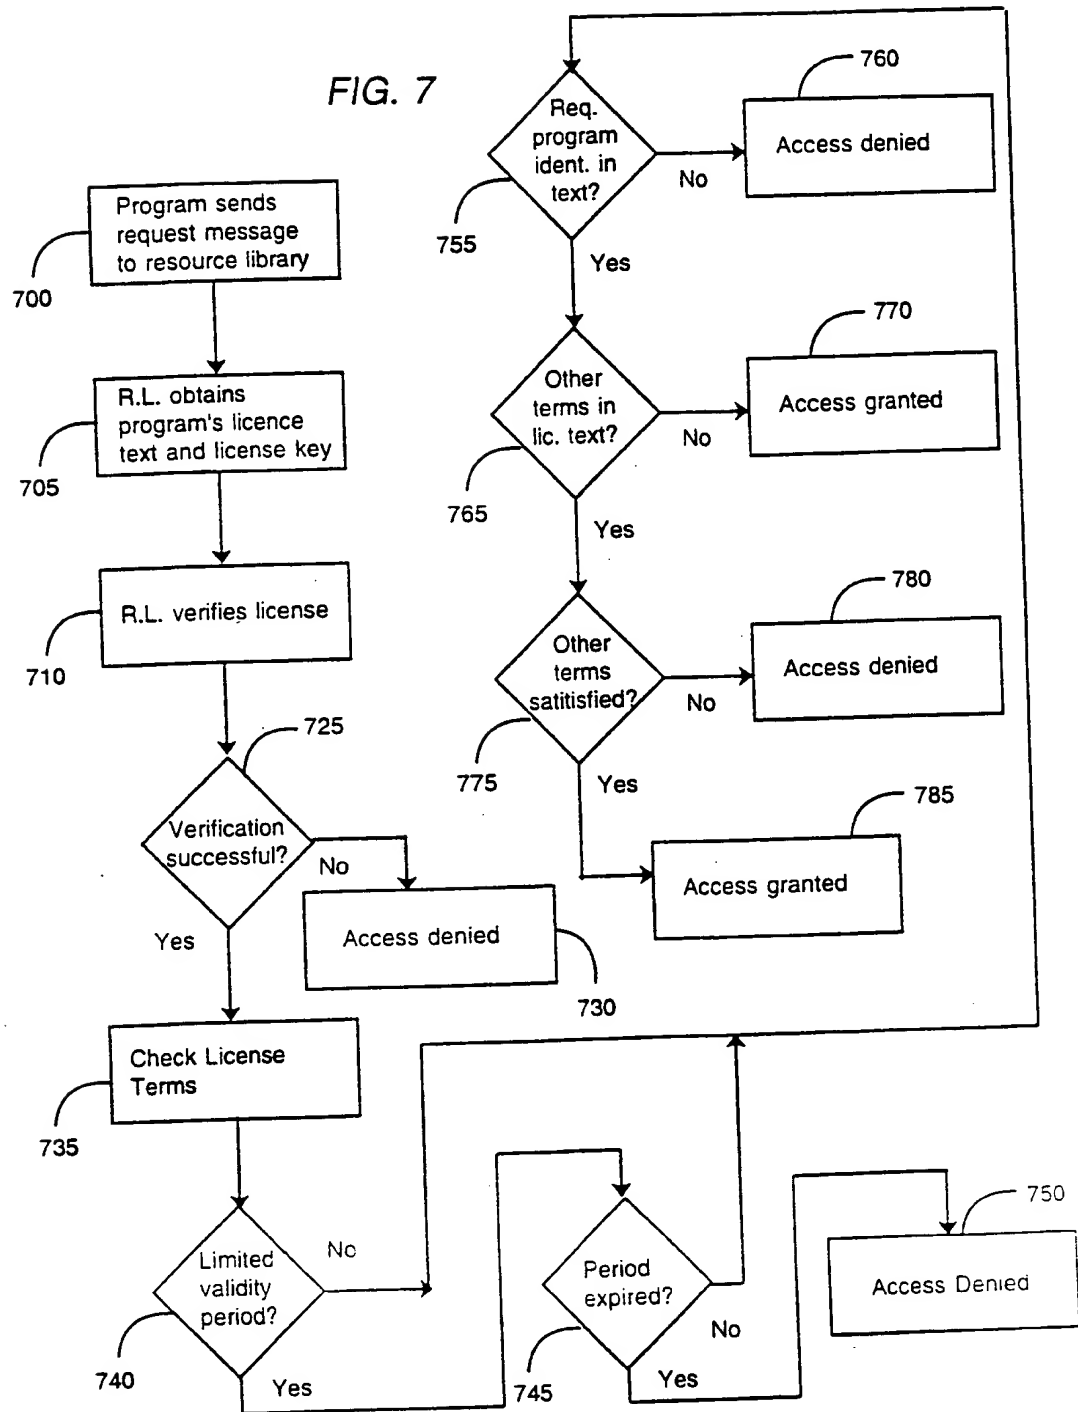 FIG. 7
Program sends
request message
to resource library
700
R.L. obtains
program's licence
text and license key
705
R.L. verifies license
710
725
Verification
successful?
No
Yes
Access denied
730
Check License
Terms
735
Limited
validity
period?
No
740
Yes
Period
expired?
No
745
Yes
750
Access Denied
Req.
program
ident. in
text?
755
No
760
Access denied
Yes
Other
terms in
lic. text?
765
No
770
Access granted
Yes
Other
terms
satitisfied?
775
No
780
Access denied
Yes
785
Access granted